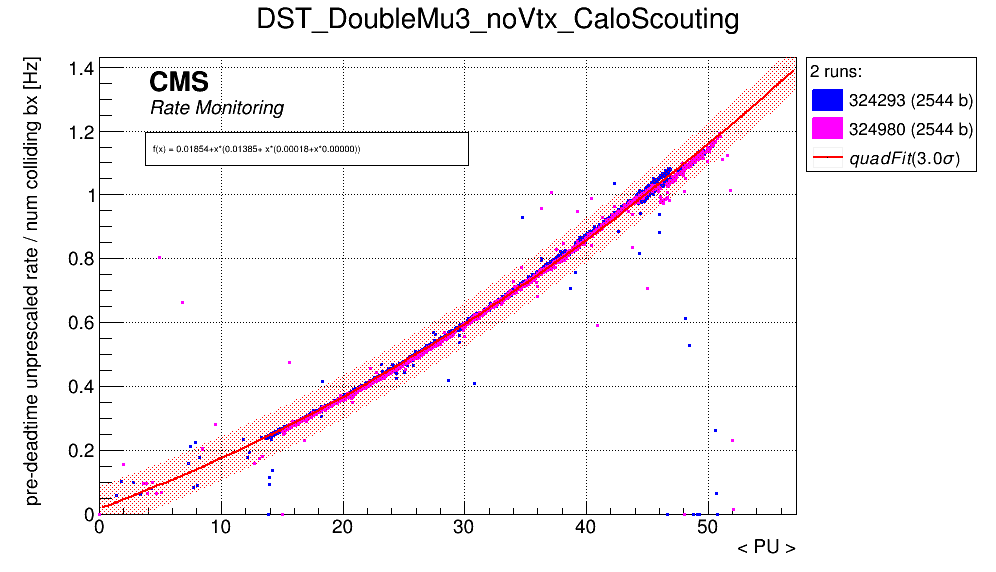 DST_DoubleMu3_noVtx_CaloScouting
pre-deadtime unprescaled rate / num colliding bx [Hz]
1.4
1.2
1
0.8
0.6
0.4
0.2
0
CMS
Rate Monitoring
f(x) = 0.01854+x*(0.01385+ x*(0.00018+x*0.00000))
2 runs:
324293 (2544 b)
324980 (2544 b)
quadFit(3.0σ)
0 10 20 30 40 50
< PU >